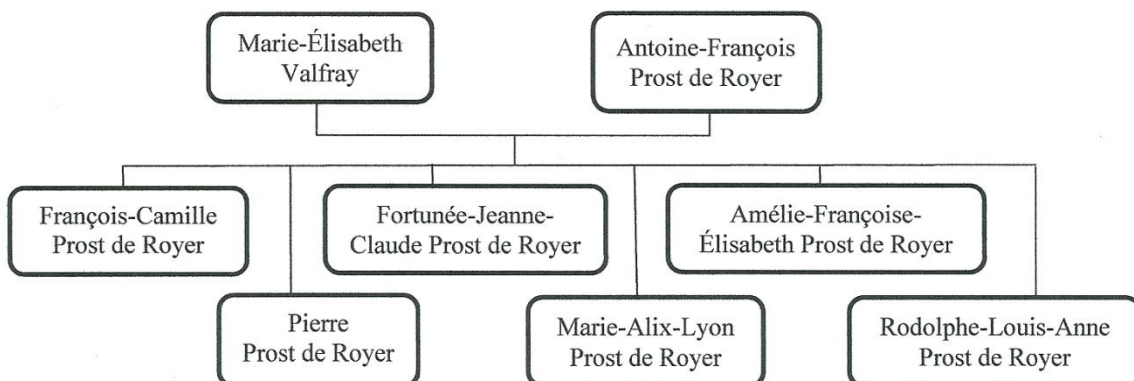 Marie-Élisabeth
Valfray
Antoine-François
Prost de Royer
François-Camille
Prost de Royer
Fortunée-Jeanne-
Claude Prost de Royer
Amélie-Françoise-
Élisabeth Prost de Royer
Pierre
Prost de Royer
Marie-Alix-Lyon
Prost de Royer
Rodolphe-Louis-Anne
Prost de Royer